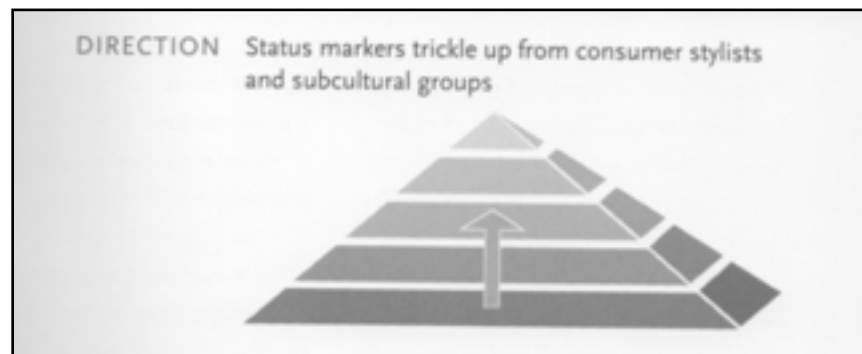 DIRECTION Status markers trickle up from consumer stylists
and subcultural groups